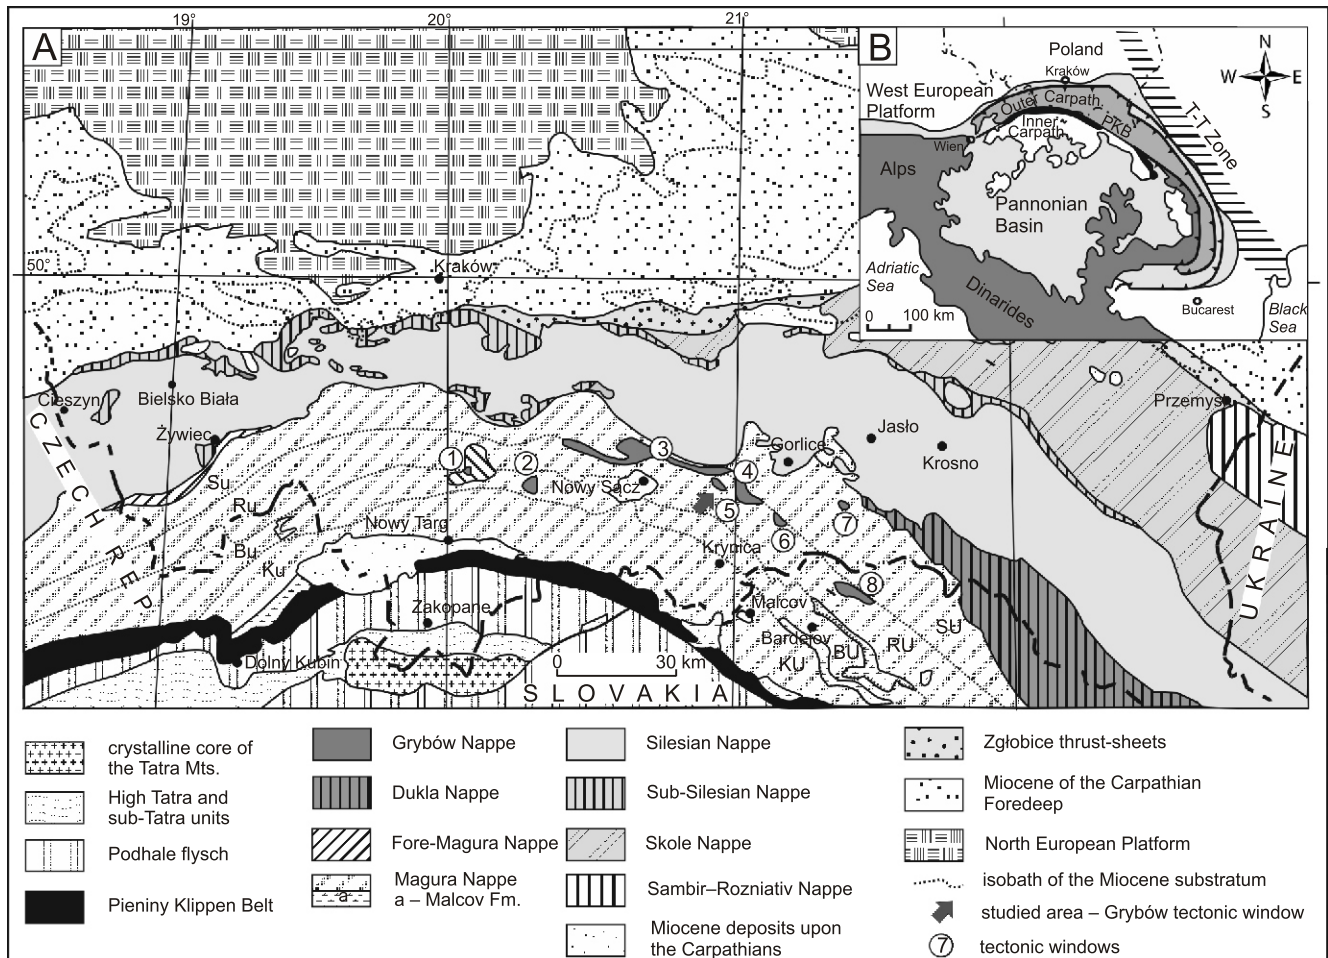 19°
20°
21°
A
B
Poland
Kraków
N
W
E
S
West European
Platform
Outer Carpath.
PKB
Inner
Carpath
Wien
T-T Zone
Alps
Pannonian
Basin
Adriatic
Sea
Dinarides
Bucarest
Black
Sea
0
100 km
50°
Kraków
Cieszyn
Bielsko Biała
Żywiec
Przemyśl
Jasło
Gorlice
Krosno
1
2
3
4
Nowy Sącz
5
6
7
8
Su
Ru
Bu
Ku
Nowy Targ
Krynica
Zakopane
Malcov
Bardejov
KU
BU
RU
SU
Dolny Kubin
0
30 km
CZECH REP
SLOVAKIA
UKRAINE
crystalline core of
the Tatra Mts.
High Tatra and
sub-Tatra units
Podhale flysch
Pieniny Klippen Belt
Grybów Nappe
Dukla Nappe
Fore-Magura Nappe
a
Magura Nappe
a – Malcov Fm.
Silesian Nappe
Sub-Silesian Nappe
Skole Nappe
Sambir–Rozniativ Nappe
Miocene deposits upon
the Carpathians
Zgłobice thrust-sheets
Miocene of the Carpathian
Foredeep
North European Platform
isobath of the Miocene substratum
studied area – Grybów tectonic window
7
tectonic windows